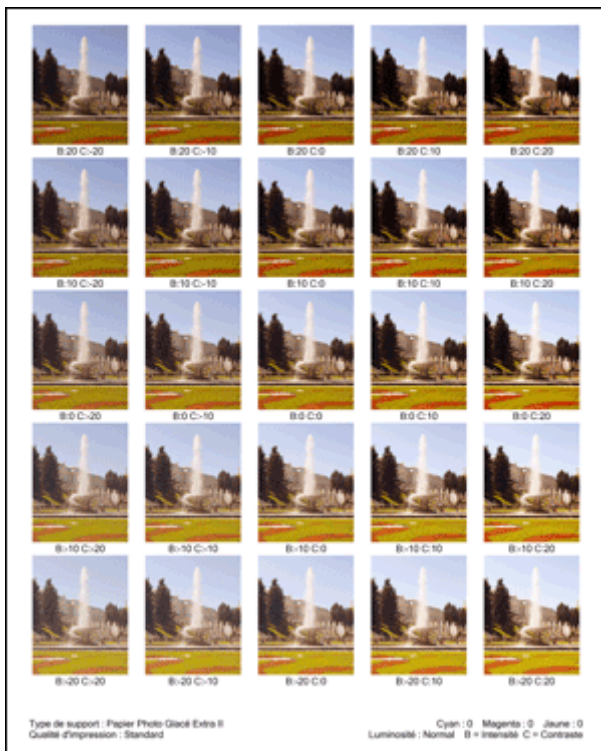 B:20 C:-20 B:20 C:-10 B:20 C:0 B:20 C:10 B:20 C:20
B:10 C:-20 B:10 C:-10 B:10 C:0 B:10 C:10 B:10 C:20
B:0 C:-20 B:0 C:-10 B:0 C:0 B:0 C:10 B:0 C:20
B:-10 C:-20 B:-10 C:-10 B:-10 C:0 B:-10 C:10 B:-10 C:20
B:-20 C:-20 B:-20 C:-10 B:-20 C:0 B:-20 C:10 B:-20 C:20
Type de support : Papier Photo Glacé Extra II Cyan : 0 Magenta : 0 Jaune : 0
Qualité d'impression : Standard Luminosité : Normal B = Intensité C = Contraste